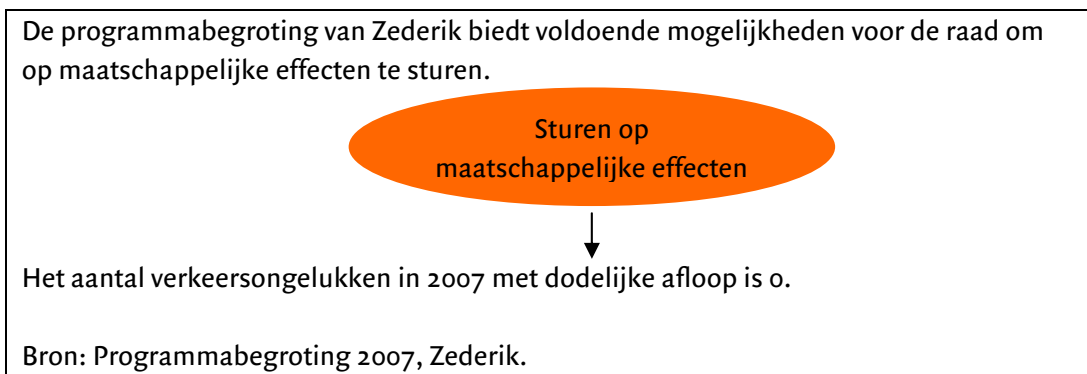 De programmabegroting van Zederik biedt voldoende mogelijkheden voor de raad om
op maatschappelijke effecten te sturen.
Sturen op
maatschappelijke effecten
Het aantal verkeersongelukken in 2007 met dodelijke afloop is 0.
Bron: Programmabegroting 2007, Zederik.